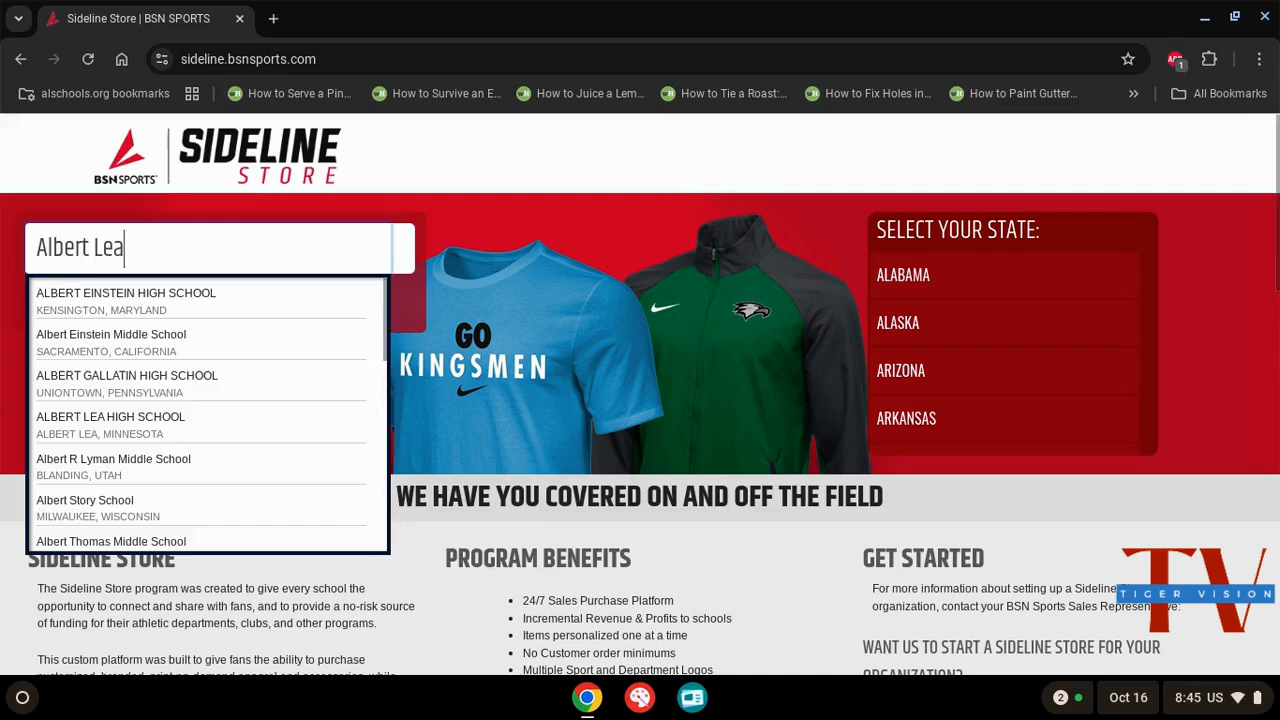 Sideline Store | BSN SPORTS
sideline.bsnsports.com
1
alschools.org bookmarks
How to Serve a Pin...
How to Survive an E...
How to Juice a Lem...
How to Tie a Roast:...
How to Fix Holes in...
How to Paint Gutter...
All Bookmarks
BSN SPORTS
SIDELINE
STORE
Albert Lea
ALBERT EINSTEIN HIGH SCHOOL
KENSINGTON, MARYLAND
Albert Einstein Middle School
SACRAMENTO, CALIFORNIA
ALBERT GALLATIN HIGH SCHOOL
UNIONTOWN, PENNSYLVANIA
ALBERT LEA HIGH SCHOOL
ALBERT LEA, MINNESOTA
Albert R Lyman Middle School
BLANDING, UTAH
Albert Story School
MILWAUKEE, WISCONSIN
Albert Thomas Middle School
GO
KINGSMEN
SELECT YOUR STATE:
ALABAMA
ALASKA
ARIZONA
ARKANSAS
WE HAVE YOU COVERED ON AND OFF THE FIELD
SIDELINE STORE
The Sideline Store program was created to give every school the
opportunity to connect and share with fans, and to provide a no-risk source
of funding for their athletic departments, clubs, and other programs.
This custom platform was built to give fans the ability to purchase
PROGRAM BENEFITS
24/7 Sales Purchase Platform
Incremental Revenue & Profits to schools
Items personalized one at a time
No Customer order minimums
Multiple Sport and Department Logos
GET STARTED
For more information about setting up a Sideline
organization, contact your BSN Sports Sales Representative:
WANT US TO START A SIDELINE STORE FOR YOUR
ORGANIZATION?
TV
TIGER VISION
2
Oct 16
8:45 US